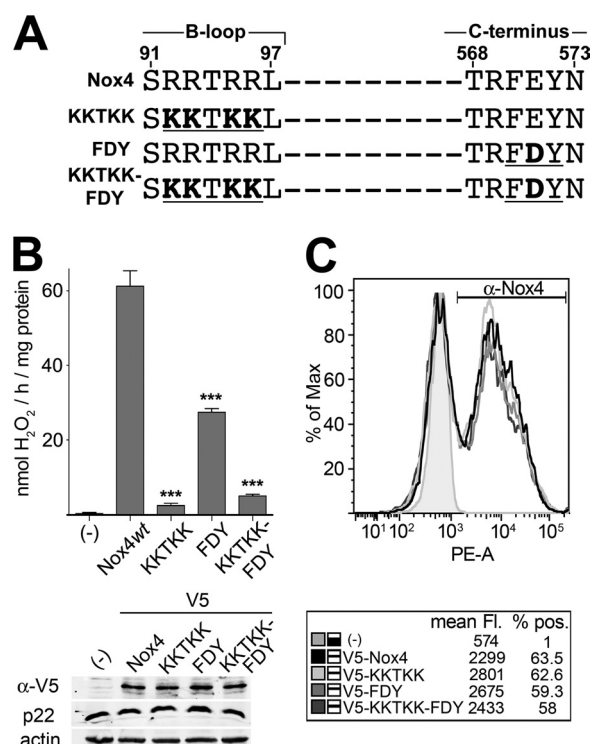 A
B-loop
C-terminus
91 97 568 573
Nox4 SRRTRRL----------TRFEYN
KKTKK SKKTKKL----------TRFEYN
FDY SRRTRRL----------TRFDYN
KKTKK-FDY SKKTKKL----------TRFDYN
B
nmol H₂O₂ / h / mg protein
60
40
20
***
***
***
(-)
Nox4wt
KKTKK
FDY
KKTKK-FDY
V5
(-)
Nox4
KKTKK
FDY
KKTKK-FDY
α-V5
p22
actin
C
α-Nox4
% of Max
100
80
60
40
20
10¹ 10² 10³ 10⁴ 10⁵
PE-A
mean Fl. % pos.
(-) 574 1
V5-Nox4 2299 63.5
V5-KKTKK 2801 62.6
V5-FDY 2675 59.3
V5-KKTKK-FDY 2433 58